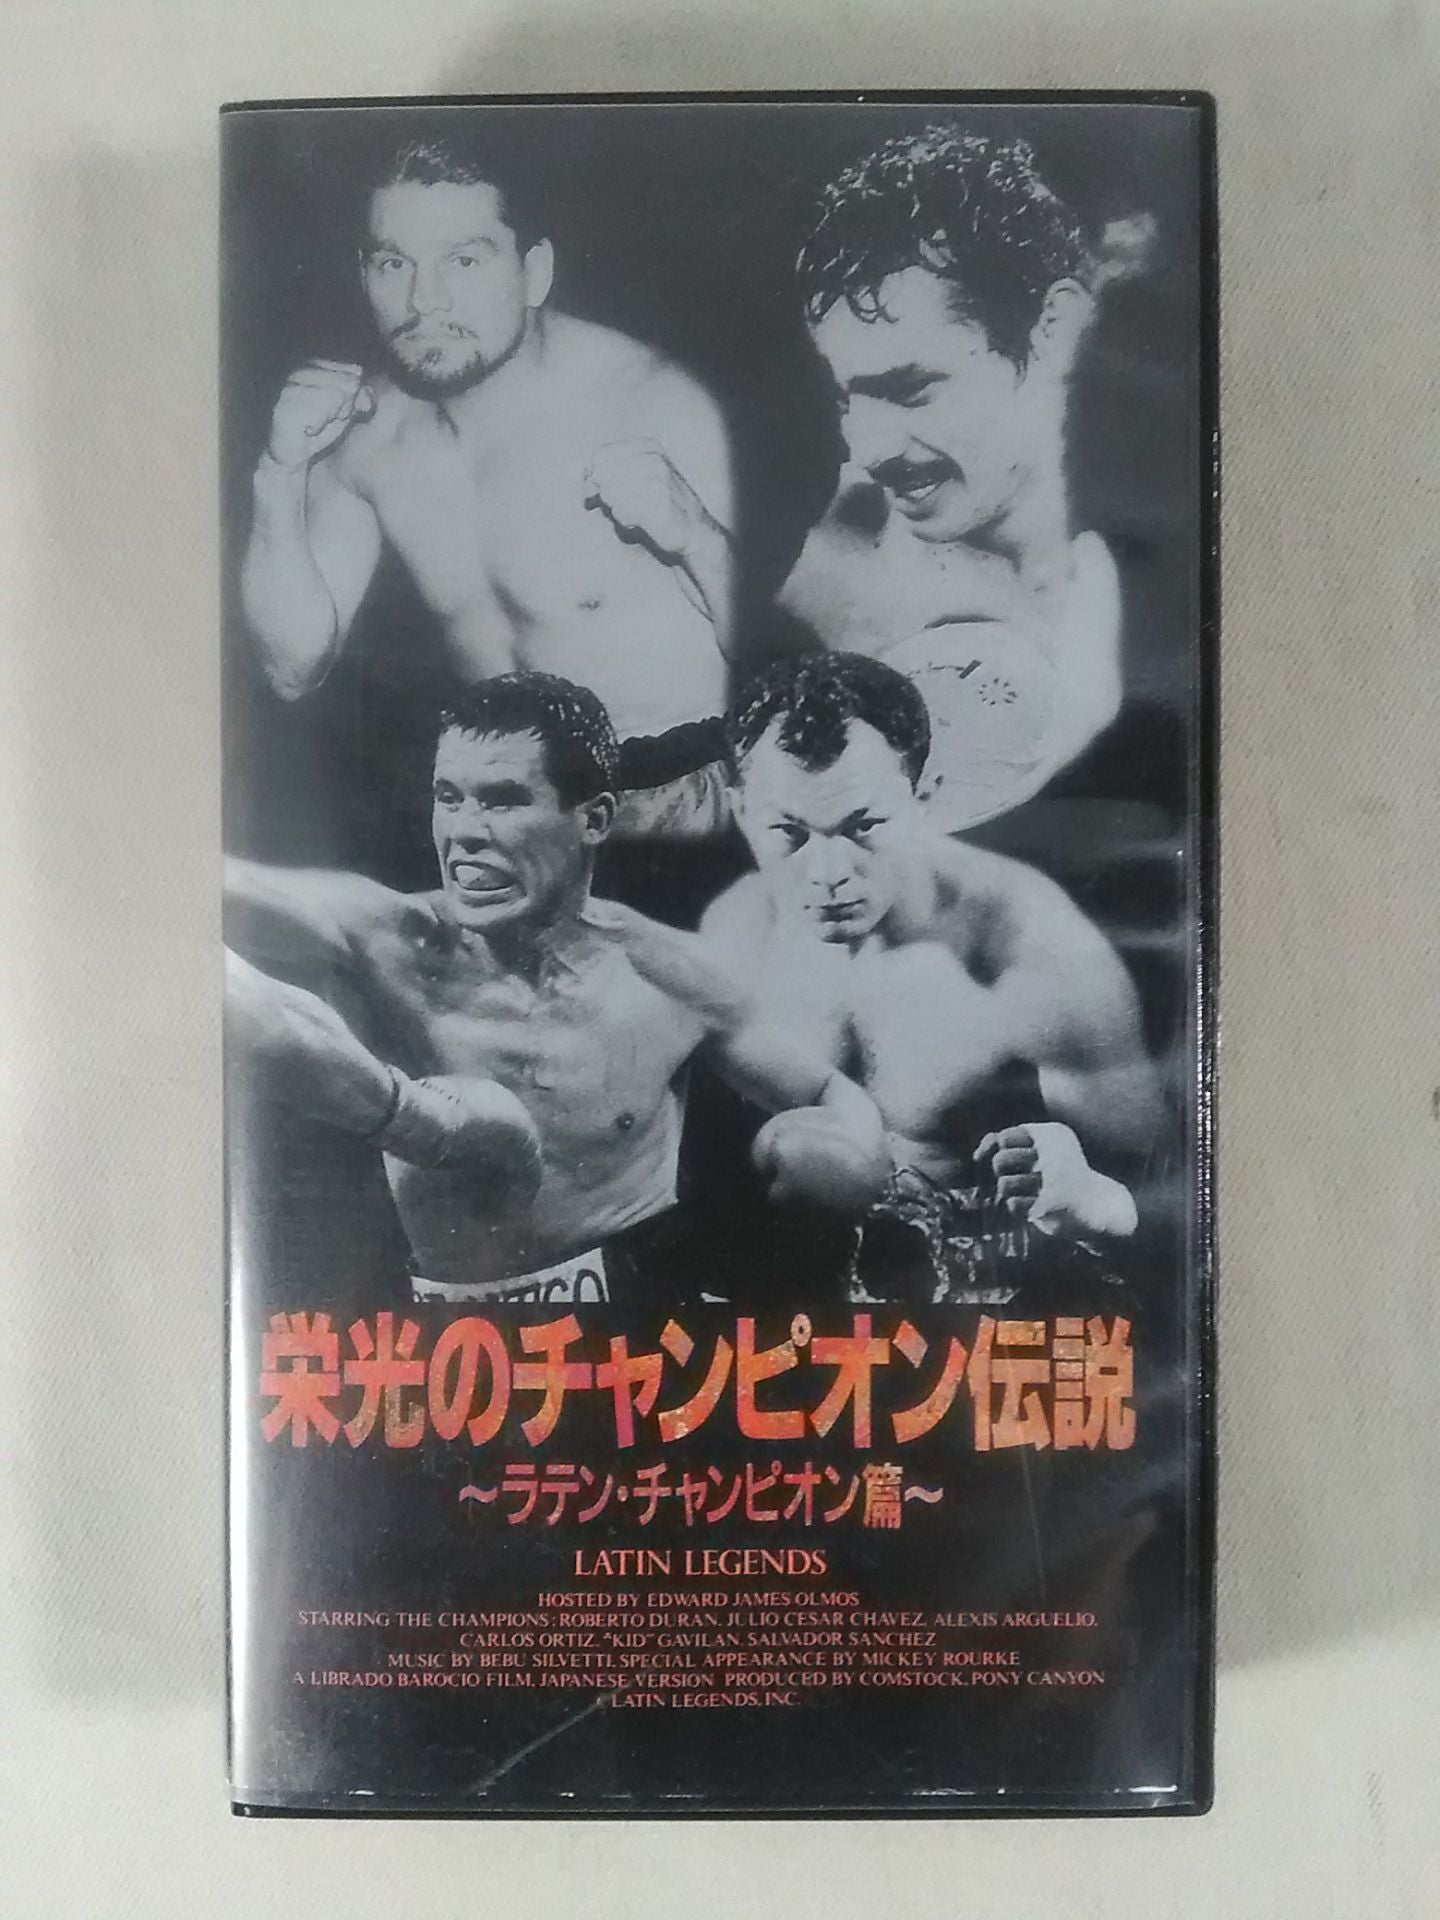 栄光のチャンピオン伝説
〜ラテン・チャンピオン篇〜
LATIN LEGENDS
HOSTED BY EDWARD JAMES OLMOS
STARRING THE CHAMPIONS: ROBERTO DURAN, JULIO CESAR CHAVEZ, ALEXIS ARGUELIO,
CARLOS ORTIZ, "KID" GAVILAN, SALVADOR SANCHEZ
MUSIC BY BEBU SILVETTI, SPECIAL APPEARANCE BY MICKEY ROURKE
A LIBRADO BAROCIO FILM, JAPANESE VERSION PRODUCED BY COMSTOCK, PONY CANYON
©LATIN LEGENDS, INC.